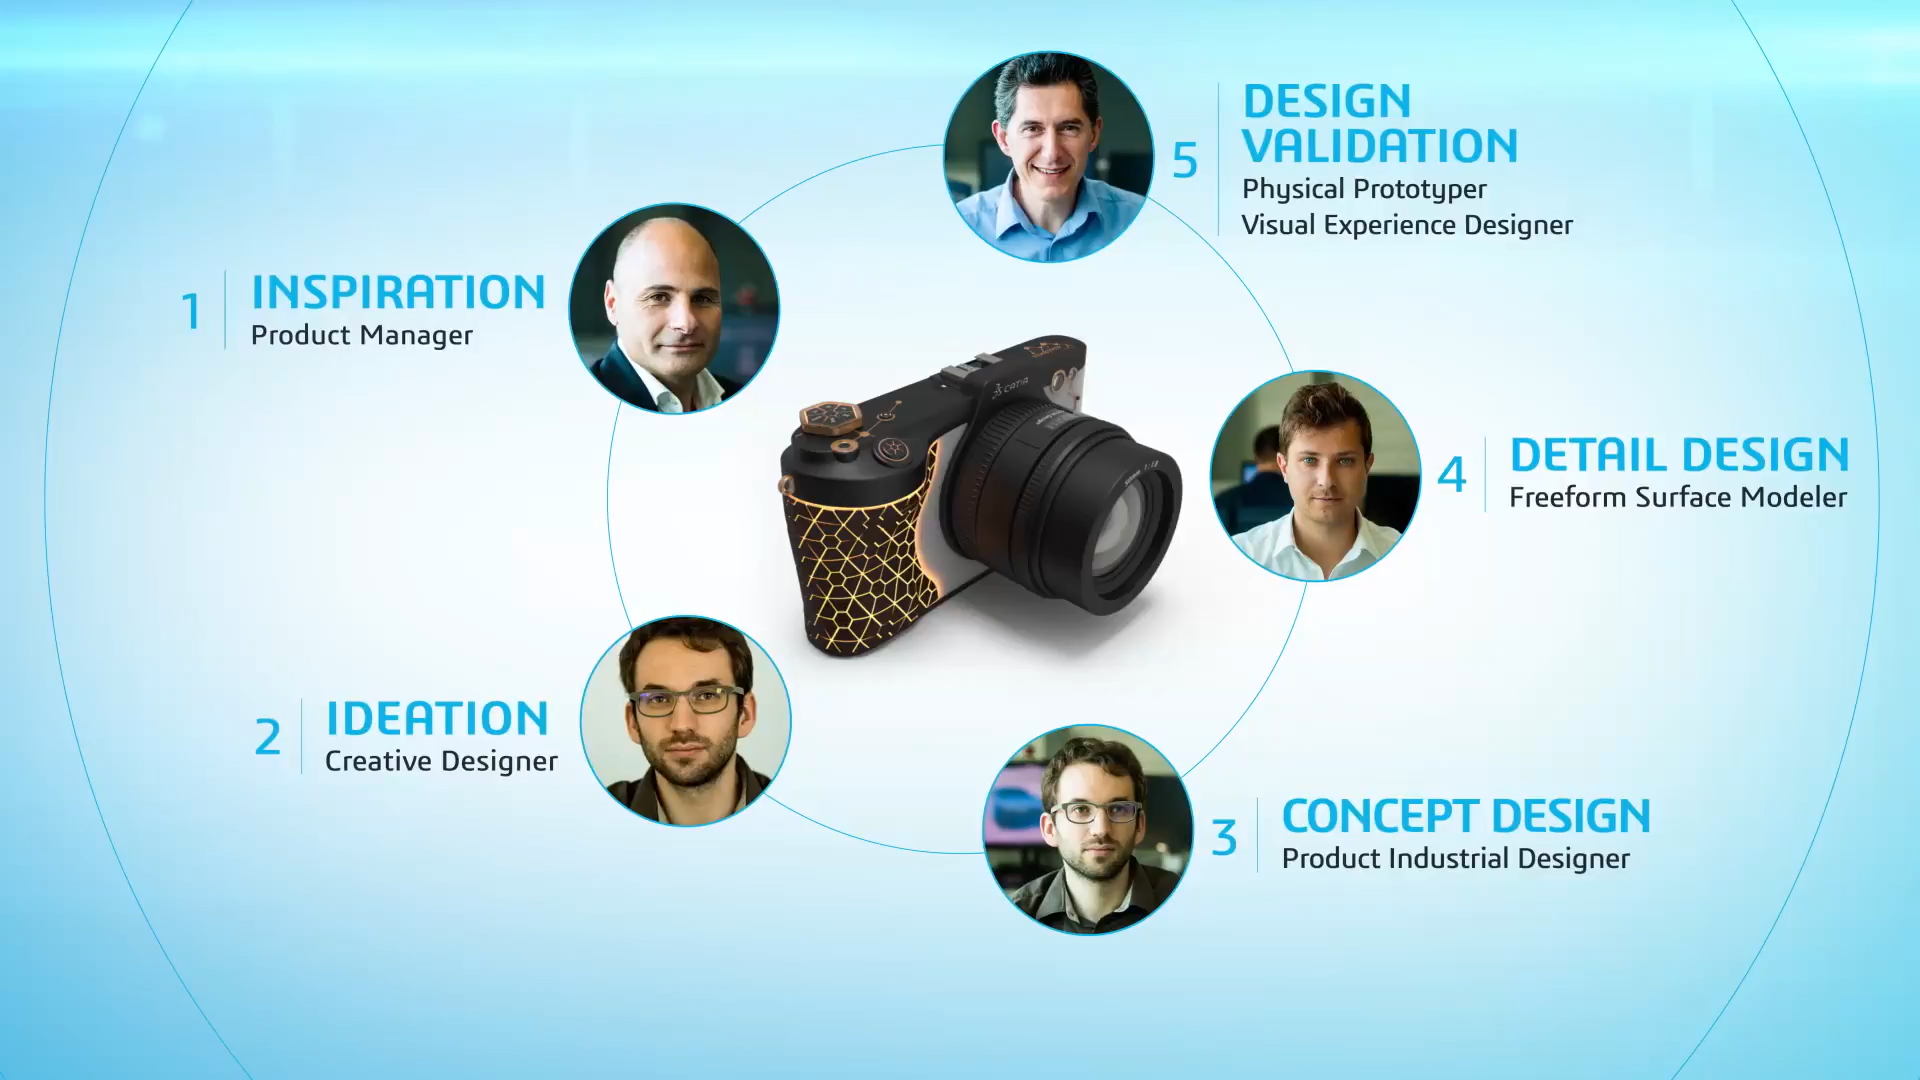 1
INSPIRATION
Product Manager
2
IDEATION
Creative Designer
3
CONCEPT DESIGN
Product Industrial Designer
4
DETAIL DESIGN
Freeform Surface Modeler
5
DESIGN
VALIDATION
Physical Prototyper
Visual Experience Designer
CATIA